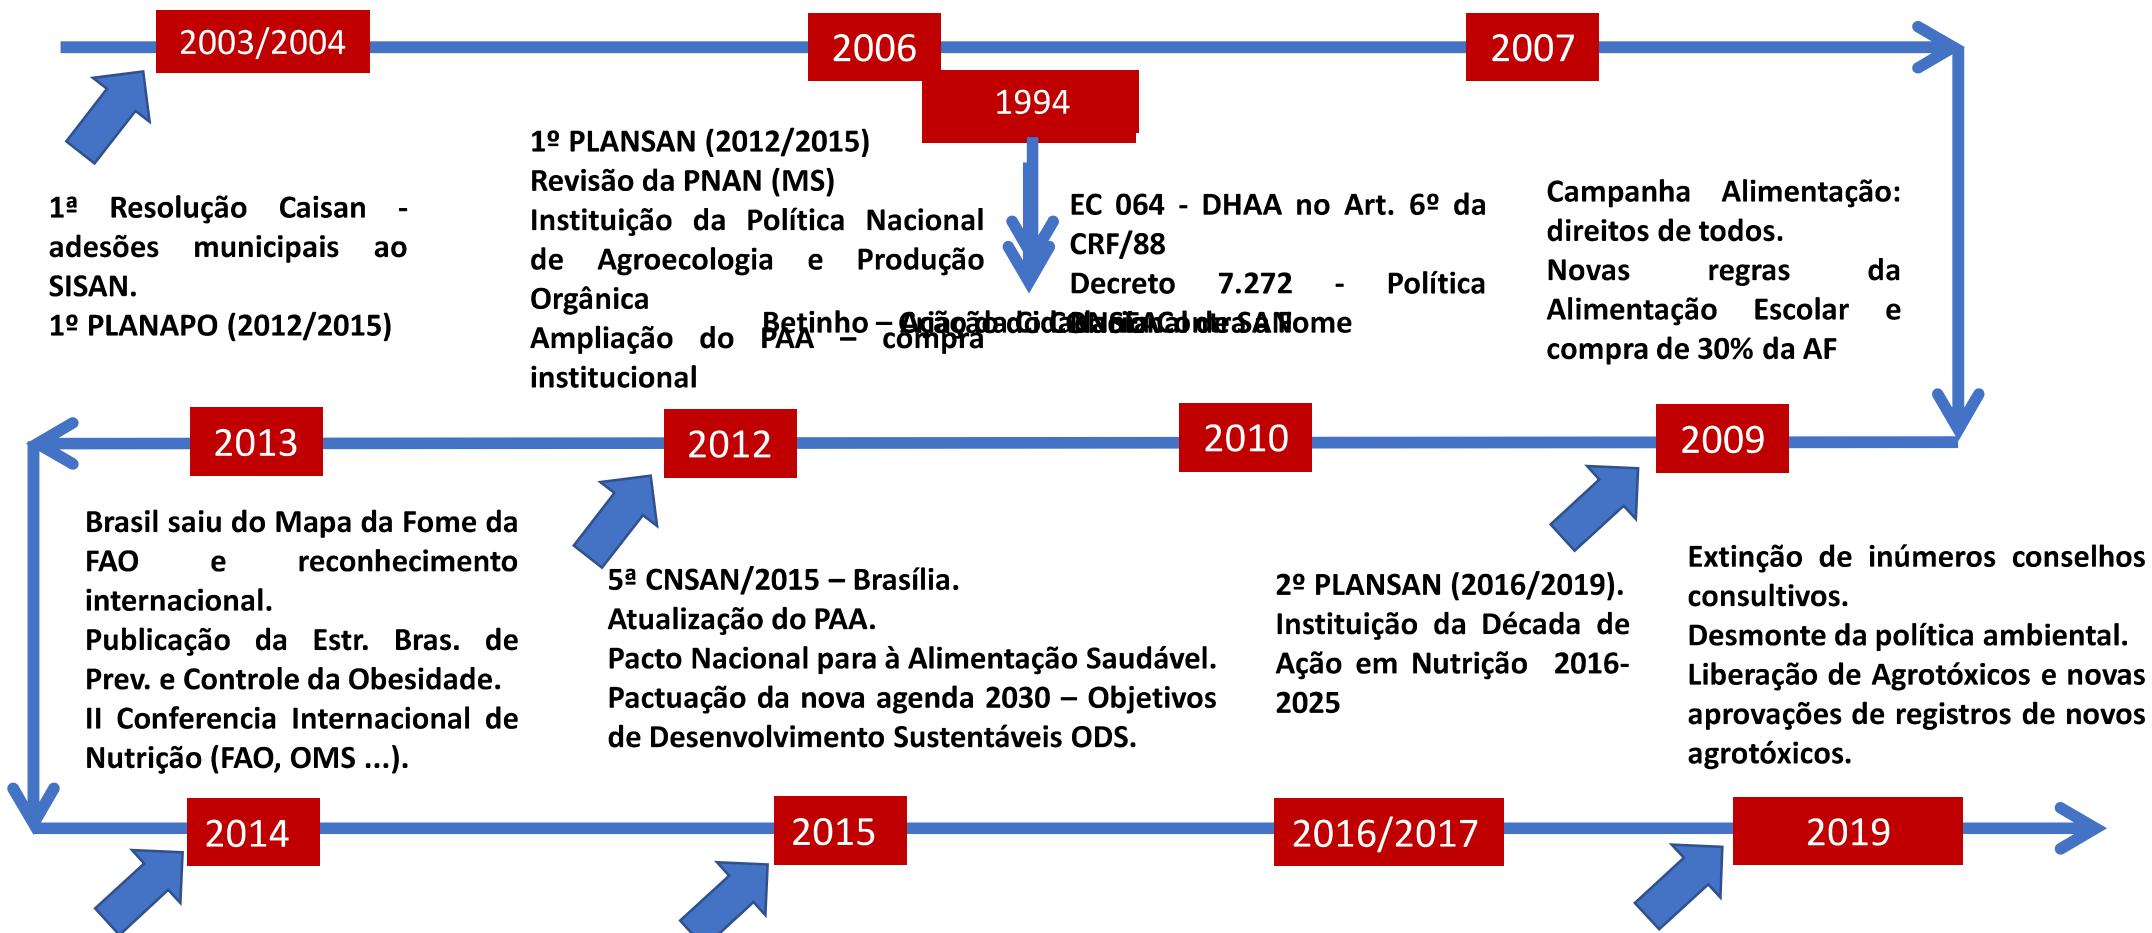 2003/2004
2006
2007
1994
1ª Resolução Caisan -
adesões municipais ao
SISAN.
1º PLANAPO (2012/2015)
1º PLANSAN (2012/2015)
Revisão da PNAN (MS)
Instituição da Política Nacional
de Agroecologia e Produção
Orgânica
Ampliação do PAA – compra
institucional
EC 064 - DHAA no Art. 6º da
CRF/88
Decreto 7.272 - Política
Betinho – Fome
Campanha Alimentação:
direitos de todos.
Novas regras da
Alimentação Escolar e
compra de 30% da AF
2013
2012
2010
2009
Brasil saiu do Mapa da Fome da
FAO e reconhecimento
internacional.
Publicação da Estr. Bras. de
Prev. e Controle da Obesidade.
II Conferencia Internacional de
Nutrição (FAO, OMS ...).
5ª CNSAN/2015 – Brasília.
Atualização do PAA.
Pacto Nacional para à Alimentação Saudável.
Pactuação da nova agenda 2030 – Objetivos
de Desenvolvimento Sustentáveis ODS.
2º PLANSAN (2016/2019).
Instituição da Década de
Ação em Nutrição 2016-
2025
Extinção de inúmeros conselhos
consultivos.
Desmonte da política ambiental.
Liberação de Agrotóxicos e novas
aprovações de registros de novos
agrotóxicos.
2014
2015
2016/2017
2019